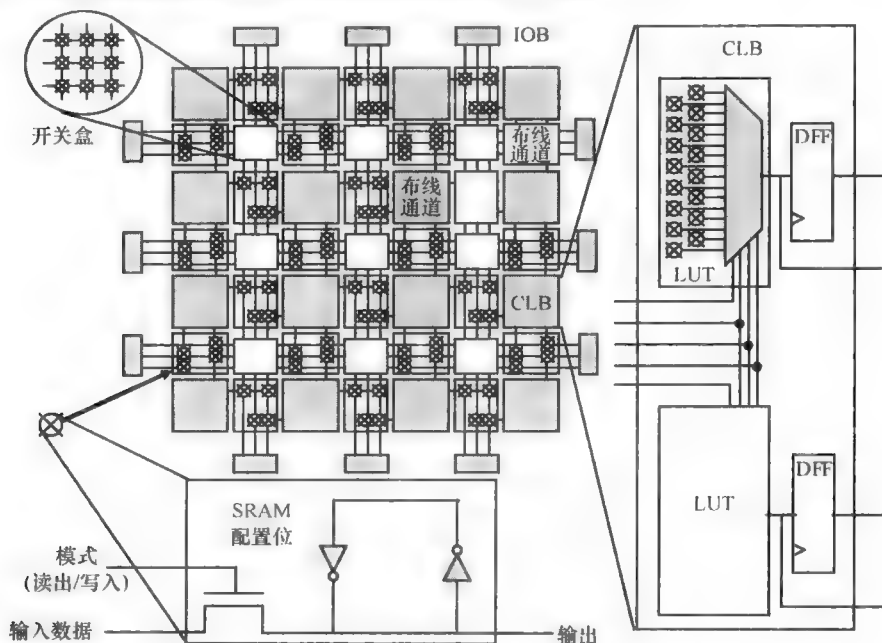 IOB
开关盒
布线
通道
布线
通道
CLB
CLB
LUT
DFF
LUT
DFF
SRAM
配置位
模式
(读出/写入)
输入数据
输出